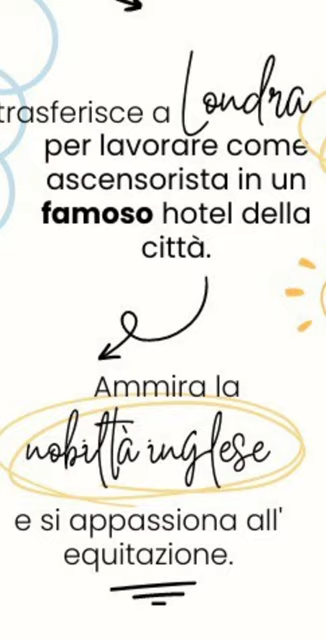 trasferisce a Londra
per lavorare come
ascensorista in un
famoso hotel della
città.
Ammira la
nobiltà inglese
e si appassiona all'
equitazione.